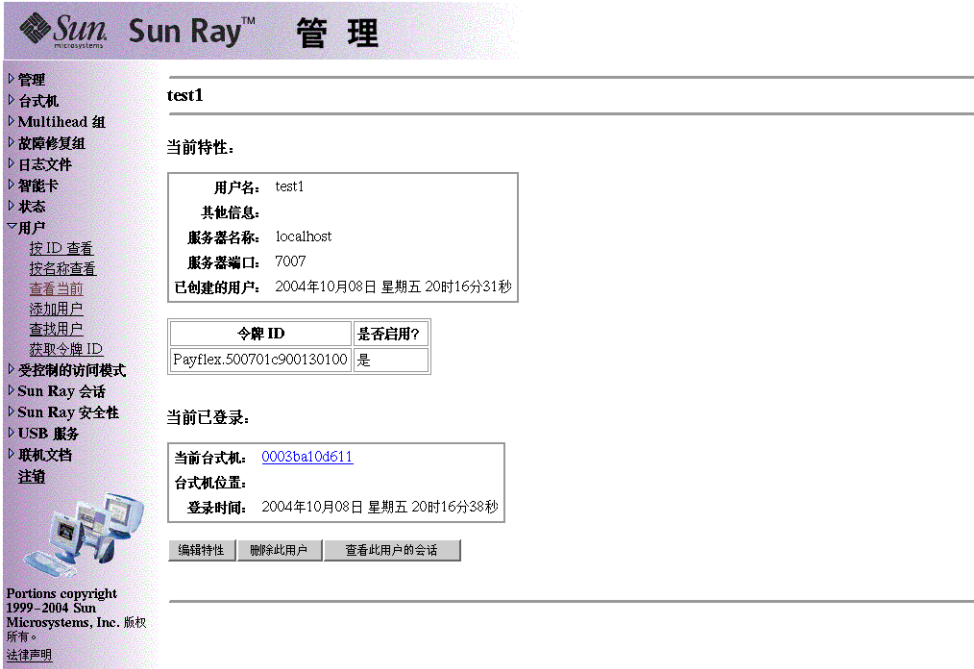 Sun
microsystems
Sun Ray™ 管理
管理
台式机
Multihead 组
故障修复组
日志文件
智能卡
状态
用户
按 ID 查看
按名称查看
查看当前
添加用户
查找用户
获取令牌 ID
受控制的访问模式
Sun Ray 会话
Sun Ray 安全性
USB 服务
联机文档
注销
Portions copyright
1999-2004 Sun
Microsystems, Inc. 版权
所有。
法律声明
test1
当前特性：
用户名： test1
其他信息：
服务器名称： localhost
服务器端口： 7007
已创建的用户： 2004年10月08日 星期五 20时16分31秒
令牌 ID 是否启用？
Payflex.500701c900130100 是
当前已登录：
当前台式机： 0003ba10d611
台式机位置：
登录时间： 2004年10月08日 星期五 20时16分38秒
编辑特性 删除此用户 查看此用户的会话